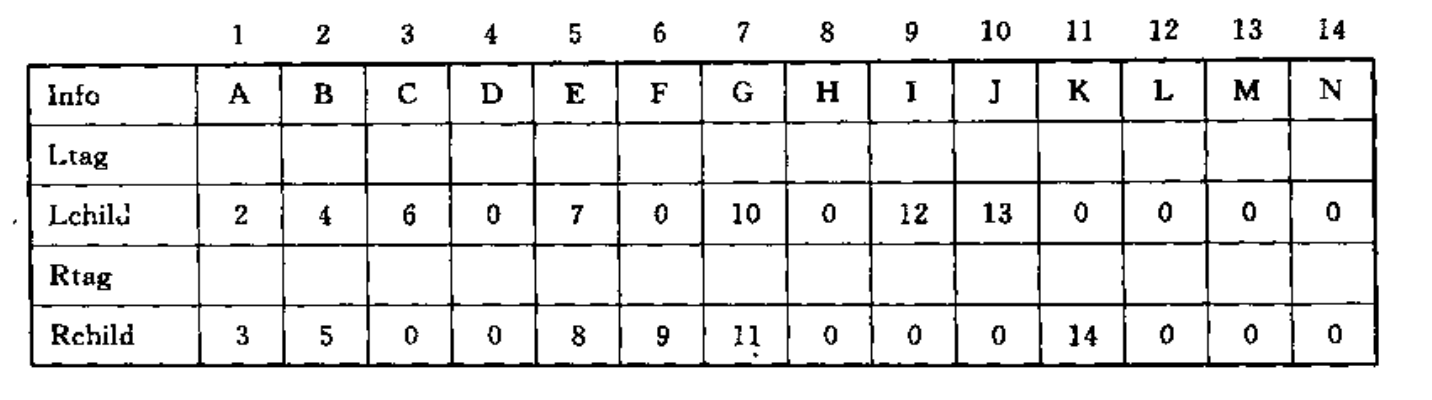 1 2 3 4 5 6 7 8 9 10 11 12 13 14
Info A B C D E F G H I J K L M N
Ltag
Lchild 2 4 6 0 7 0 10 0 12 13 0 0 0 0
Rtag
Rchild 3 5 0 0 8 9 11 0 0 0 14 0 0 0